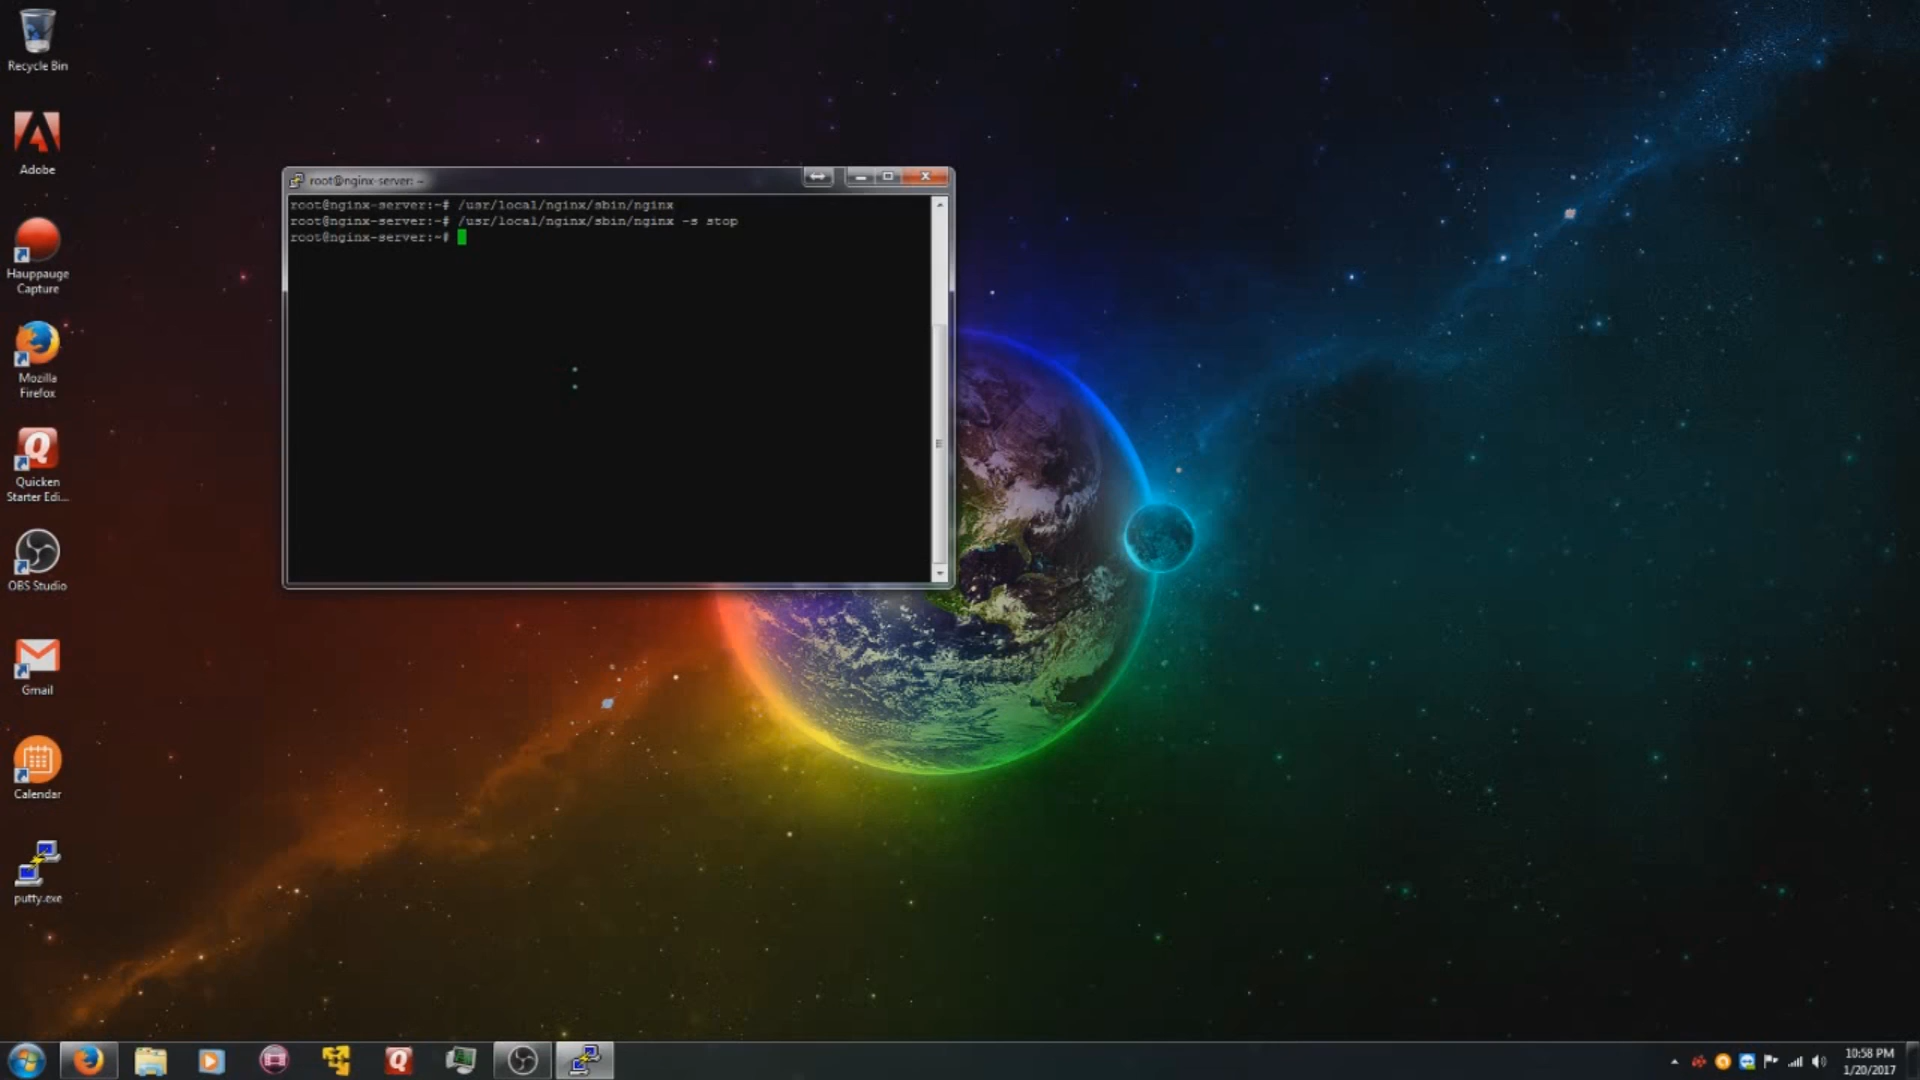 Recycle Bin
Adobe
Hauppauge
Capture
Mozilla
Firefox
Quicken
Starter Edi...
OBS Studio
Gmail
Calendar
putty.exe
root@nginx-server: ~
root@nginx-server:~# /usr/local/nginx/sbin/nginx
root@nginx-server:~# /usr/local/nginx/sbin/nginx -s stop
root@nginx-server:~#
10:58 PM
1/20/2017